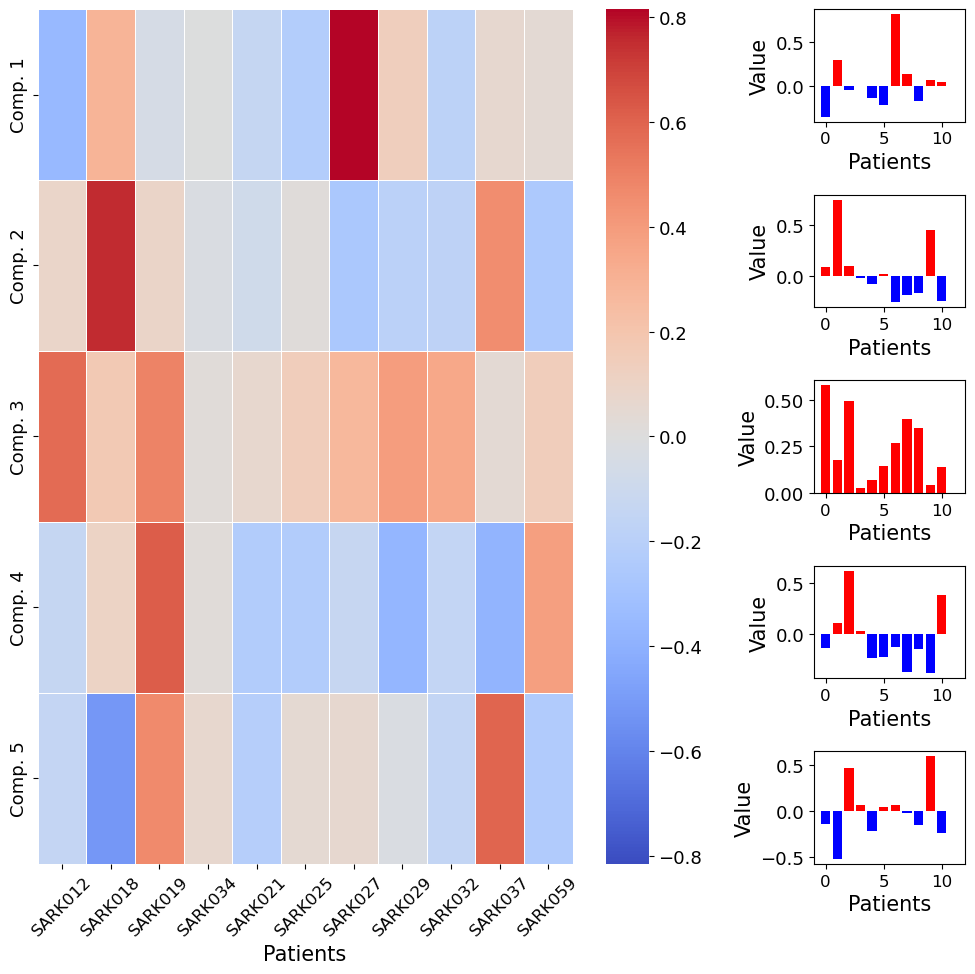 Comp. 1
Comp. 2
Comp. 3
Comp. 4
Comp. 5
SARK012
SARK018
SARK019
SARK034
SARK021
SARK025
SARK027
SARK029
SARK032
SARK037
SARK059
Patients
0.8
0.6
0.4
0.2
0.0
−0.2
−0.4
−0.6
−0.8
Value
0.5
0.0
0
5
10
Patients
Value
0.5
0.0
0
5
10
Patients
Value
0.50
0.25
0.00
0
5
10
Patients
Value
0.5
0.0
0
5
10
Patients
Value
0.5
0.0
−0.5
0
5
10
Patients